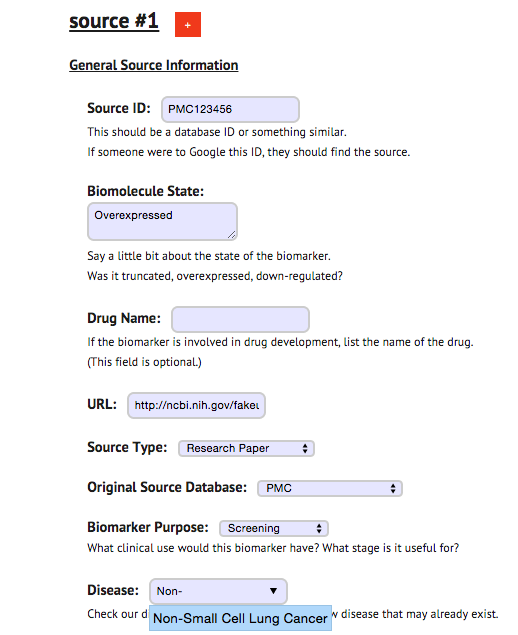 source #1 +
General Source Information
Source ID: PMC123456
This should be a database ID or something similar.
If someone were to Google this ID, they should find the source.
Biomolecule State:
Overexpressed
Say a little bit about the state of the biomarker.
Was it truncated, overexpressed, down-regulated?
Drug Name:
If the biomarker is involved in drug development, list the name of the drug.
(This field is optional.)
URL: http://ncbi.nih.gov/fakeu
Source Type: Research Paper
Original Source Database: PMC
Biomarker Purpose: Screening
What clinical use would this biomarker have? What stage is it useful for?
Disease: Non-
Check our d w disease that may already exist.
Non-Small Cell Lung Cancer